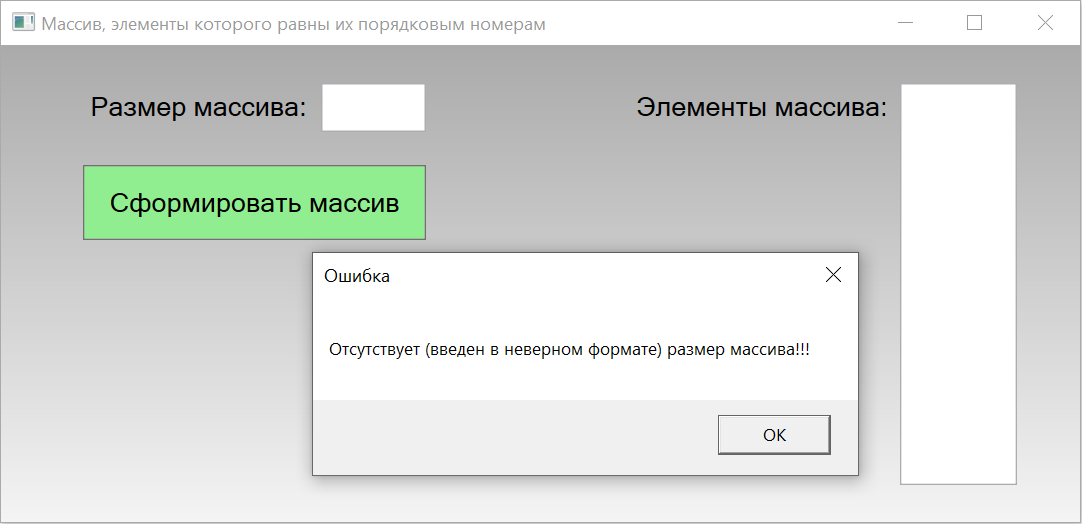 Массив, элементы которого равны их порядковым номерам
Размер массива:
Элементы массива:
Сформировать массив
Ошибка
Отсутствует (введен в неверном формате) размер массива!!!
OK